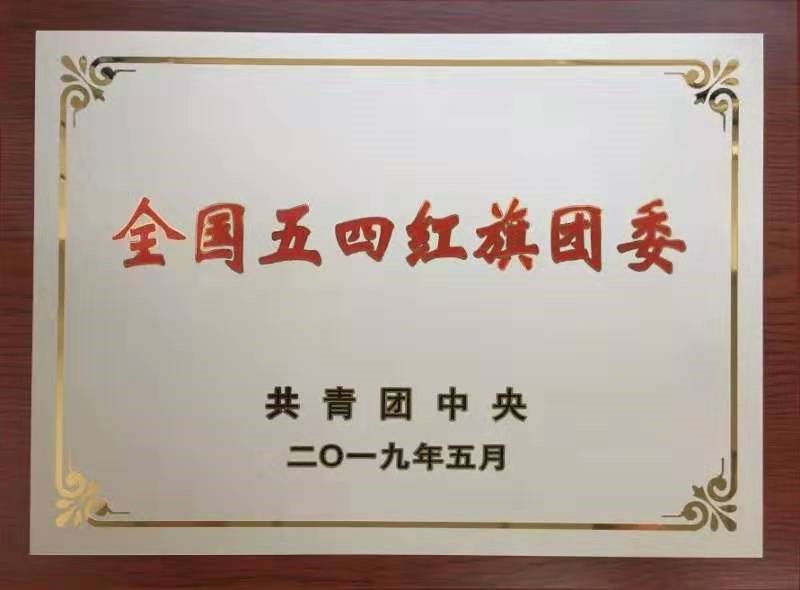 全国五四红旗团委
共青团中央
二〇一九年五月